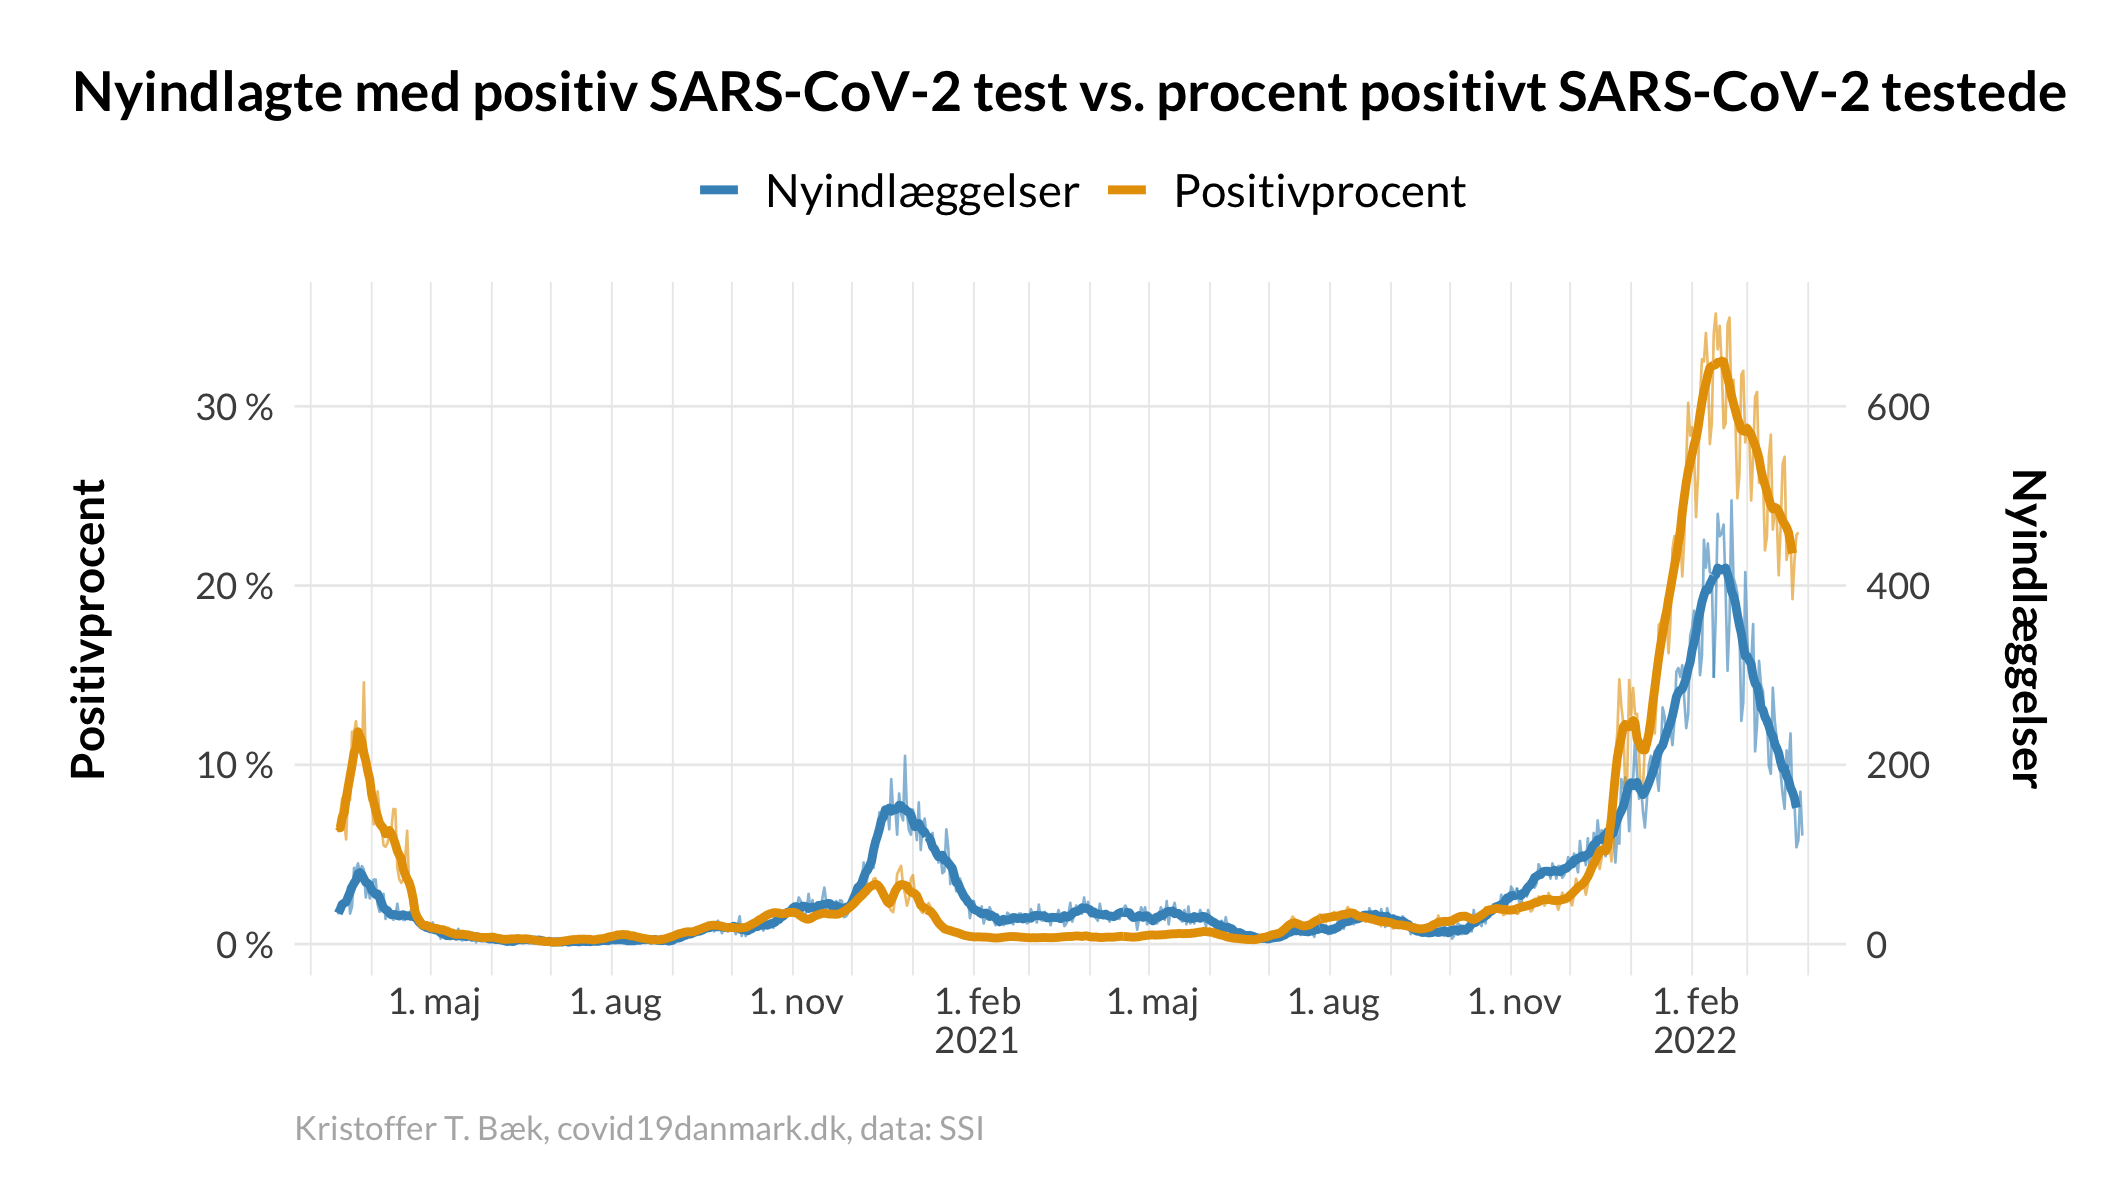 Nyindlagte med positiv SARS-CoV-2 test vs. procent positivt SARS-CoV-2 testede
Nyindlæggelser Positivprocent
Positivprocent
30 %
20 %
10 %
0 %
600
400
200
0
Nyindlæggelser
1. maj 1. aug 1. nov 1. feb 1. maj 1. aug 1. nov 1. feb
2021 2022
Kristoffer T. Bæk, covid19danmark.dk, data: SSI